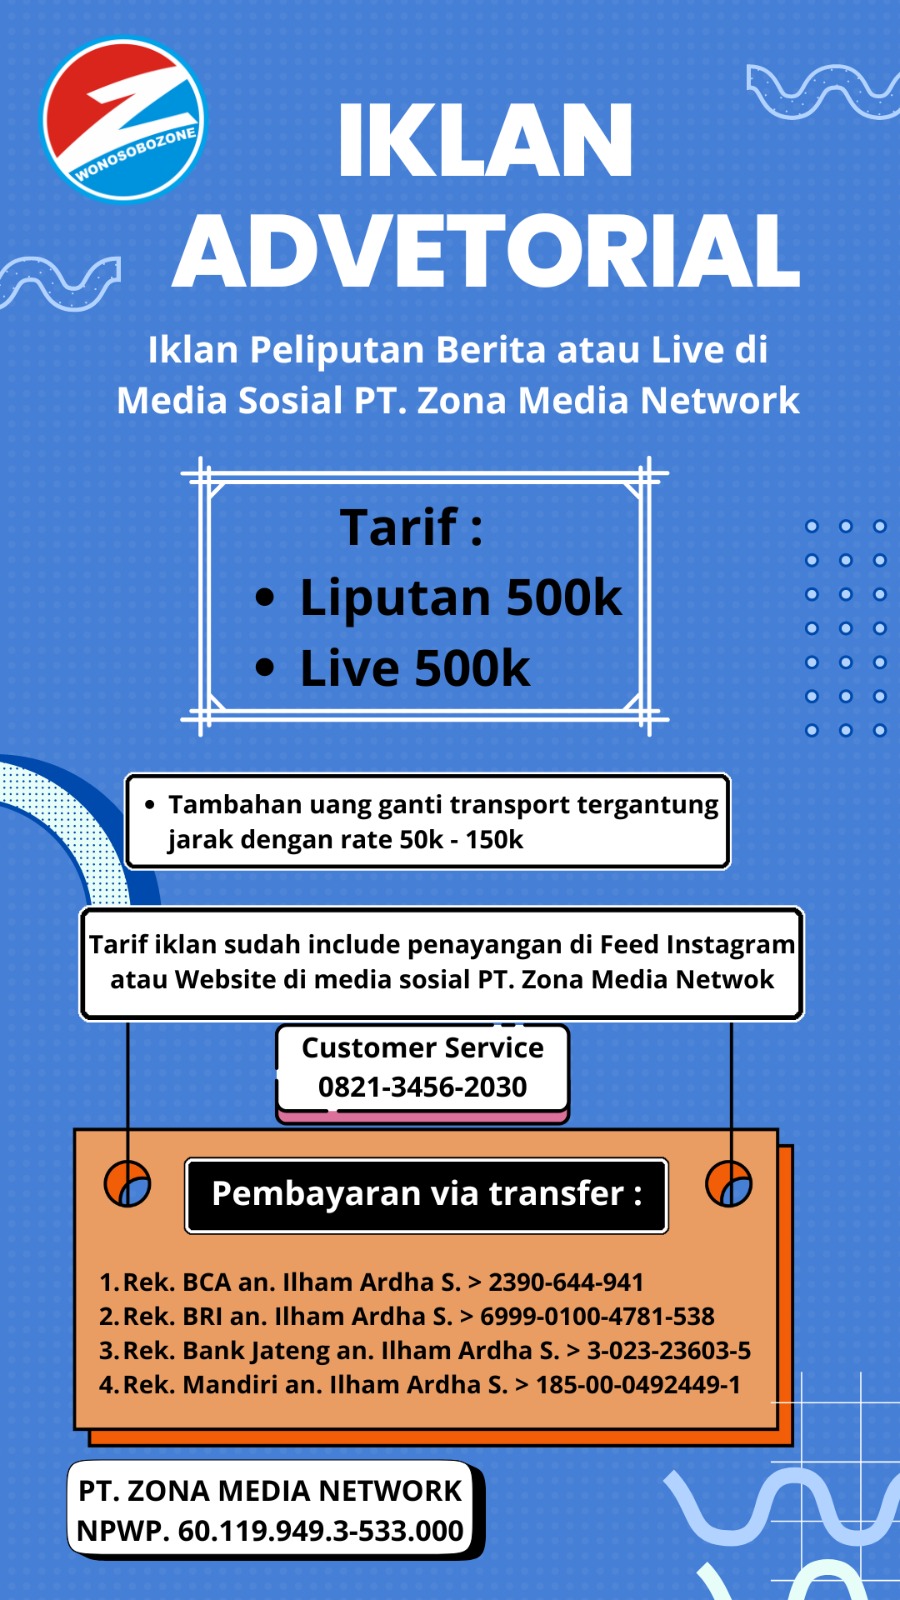 WONOSOBOZONE
IKLAN
ADVETORIAL
Iklan Peliputan Berita atau Live di
Media Sosial PT. Zona Media Network
Tarif :
• Liputan 500k
• Live 500k
• Tambahan uang ganti transport tergantung
jarak dengan rate 50k - 150k
Tarif iklan sudah include penayangan di Feed Instagram
atau Website di media sosial PT. Zona Media Netwok
Customer Service
0821-3456-2030
Pembayaran via transfer :
1. Rek. BCA an. Ilham Ardha S. > 2390-644-941
2. Rek. BRI an. Ilham Ardha S. > 6999-0100-4781-538
3. Rek. Bank Jateng an. Ilham Ardha S. > 3-023-23603-5
4. Rek. Mandiri an. Ilham Ardha S. > 185-00-0492449-1
PT. ZONA MEDIA NETWORK
NPWP. 60.119.949.3-533.000